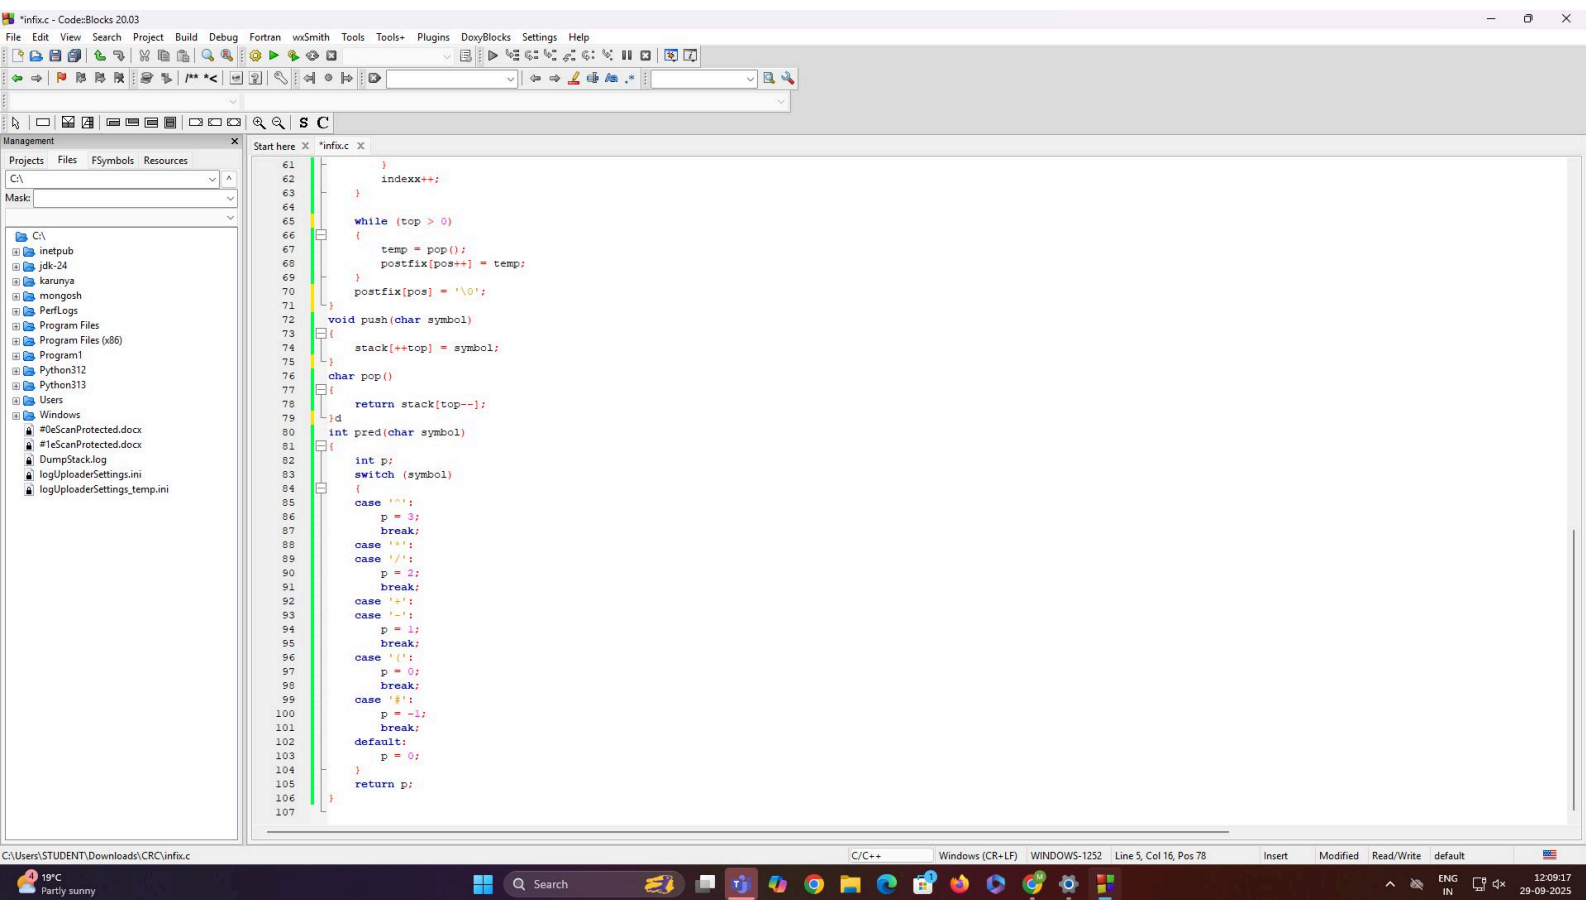 *infix.c - Code::Blocks 20.03
File Edit View Search Project Build Debug Fortran wxSmith Tools Tools+ Plugins DoxyBlocks Settings Help
/** *<
S C
Management
Projects Files FSymbols Resources
C:\
Mask:
C:\
inetpub
jdk-24
karunya
mongosh
PerfLogs
Program Files
Program Files (x86)
Program1
Python312
Python313
Users
Windows
#0eScanProtected.docx
#1eScanProtected.docx
DumpStack.log
logUploaderSettings.ini
logUploaderSettings_temp.ini
Start here *infix.c
61 }
62 indexx++;
63 }
64
65 while (top > 0)
66 {
67 temp = pop();
68 postfix[pos++] = temp;
69 }
70 postfix[pos] = '\0';
71 }
72 void push(char symbol)
73 {
74 stack[++top] = symbol;
75 }
76 char pop()
77 {
78 return stack[top--];
79 }d
80 int pred(char symbol)
81 {
82 int p;
83 switch (symbol)
84 {
85 case '^':
86 p = 3;
87 break;
88 case '*':
89 case '/':
90 p = 2;
91 break;
92 case '+':
93 case '-':
94 p = 1;
95 break;
96 case '(':
97 p = 0;
98 break;
99 case '#':
100 p = -1;
101 break;
102 default:
103 p = 0;
104 }
105 return p;
106 }
107
C:\Users\STUDENT\Downloads\CRC\infix.c C/C++ Windows (CR+LF) WINDOWS-1252 Line 5, Col 16, Pos 78 Insert Modified Read/Write default
4 19°C
Partly sunny
Search
1
ENG
IN
12:09:17
29-09-2025